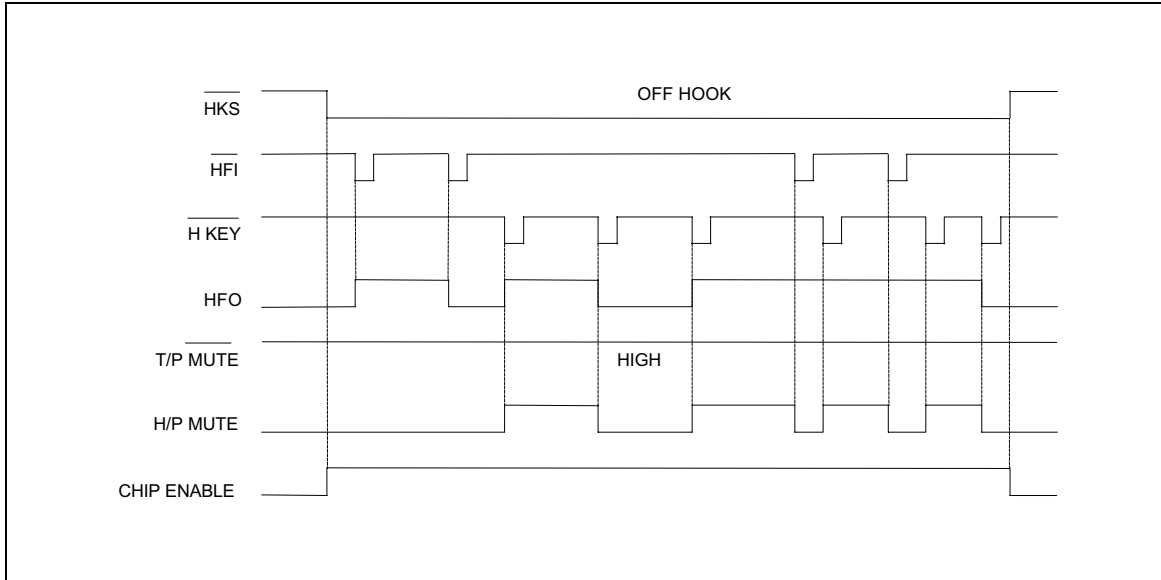 HKS
OFF HOOK
HFI
H KEY
HFO
T/P MUTE
HIGH
H/P MUTE
CHIP ENABLE